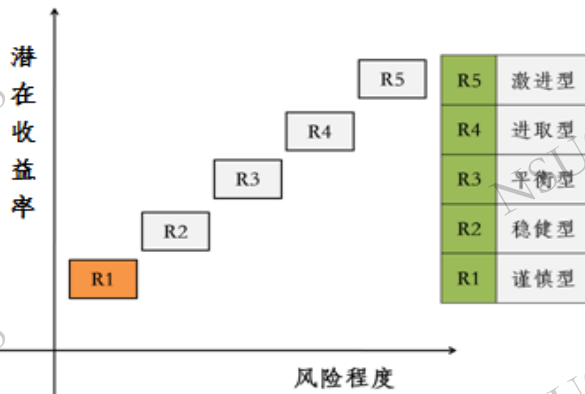 潜在收益率
R5
R4
R3
R2
R1
风险程度
R5 激进型
R4 进取型
R3 平衡型
R2 稳健型
R1 谨慎型
NSU